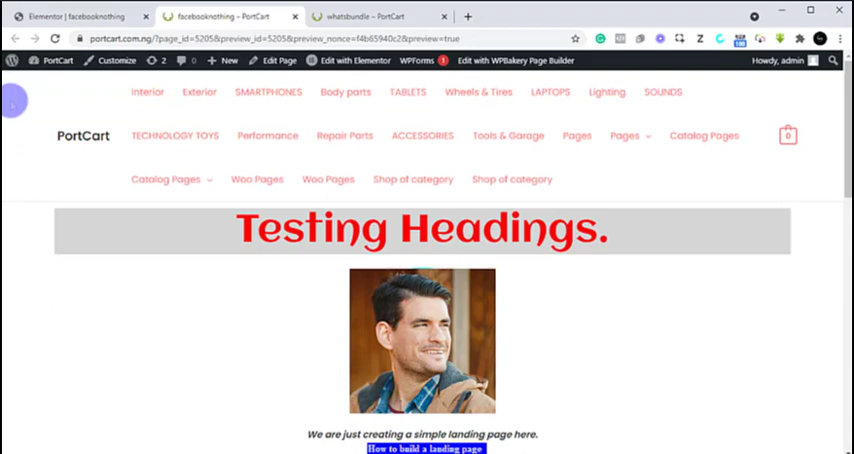 Elementor | facebooknothing
facebooknothing – PortCart
whatsbundle – PortCart
portcart.com.ng/?page_id=5205&preview_id=5205&preview_nonce=f4b65940c2&preview=true
PortCart Customize 2 0 New Edit Page Edit with Elementor WPForms 1 Edit with WPBakery Page Builder Howdy, admin
Interior Exterior SMARTPHONES Body parts TABLETS Wheels & Tires LAPTOPS Lighting SOUNDS
PortCart TECHNOLOGY TOYS Performance Repair Parts ACCESSORIES Tools & Garage Pages Pages Catalog Pages 0
Catalog Pages Woo Pages Woo Pages Shop of category Shop of category
Testing Headings.
We are just creating a simple landing page here.
How to build a landing page